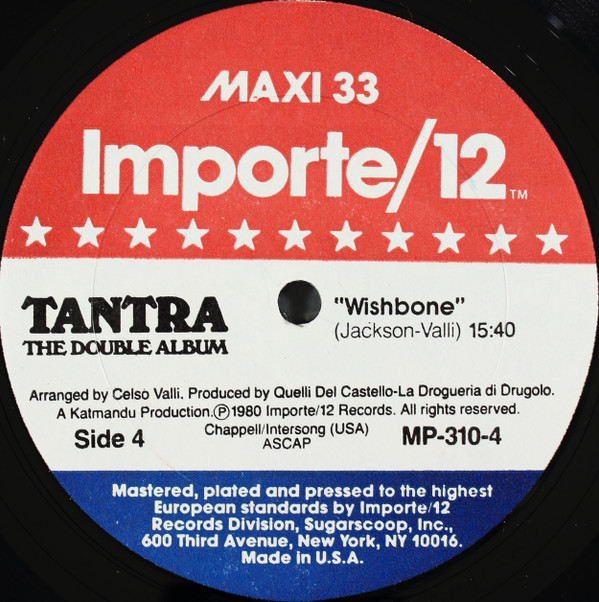 MAXI 33
Importe/12™
TANTRA
THE DOUBLE ALBUM
"Wishbone"
(Jackson-Valli) 15:40
Arranged by Celso Valli. Produced by Quelli Del Castello-La Drogueria di Drugolo.
A Katmandu Production.Ⓟ1980 Importe/12 Records. All rights reserved.
Side 4
Chappell/Intersong (USA)
ASCAP
MP-310-4
Mastered, plated and pressed to the highest
European standards by Importe/12
Records Division, Sugarscoop, Inc.,
600 Third Avenue, New York, NY 10016.
Made in U.S.A.